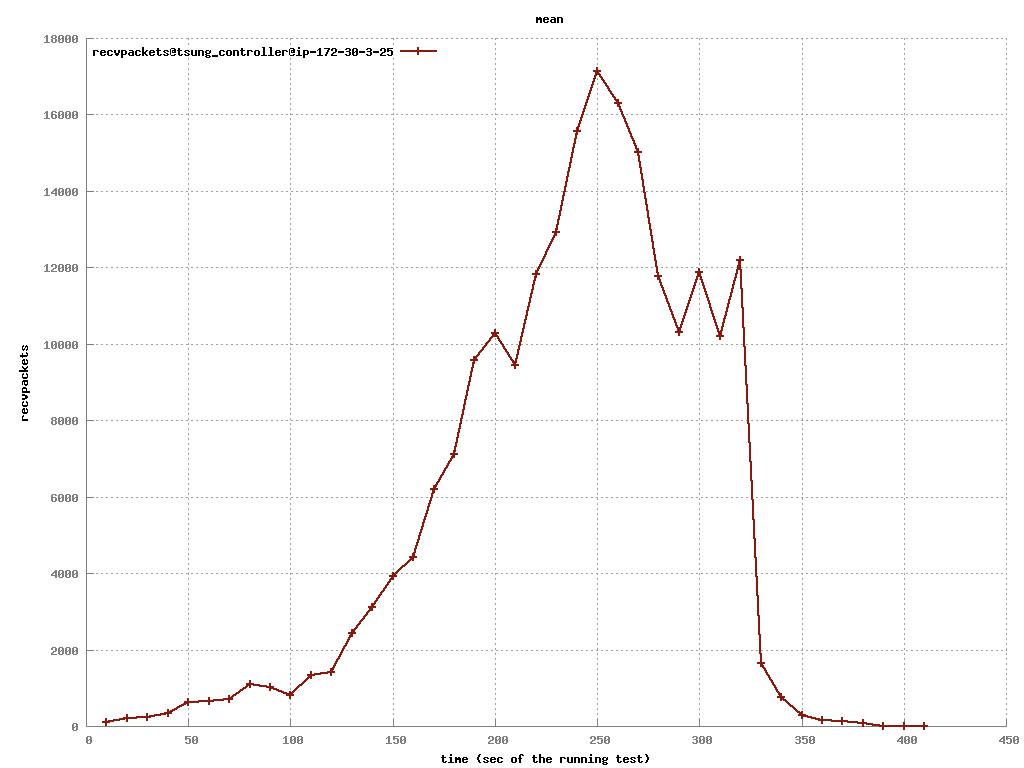 mean
18000
recvpackets@tsung_controller@ip-172-30-3-25
16000
14000
12000
10000
8000
6000
4000
2000
0
recvpackets
0 50 100 150 200 250 300 350 400 450
time (sec of the running test)